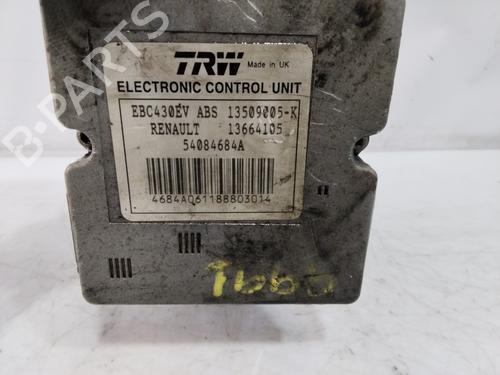 B-PARTS
TRW Made in UK
ELECTRONIC CONTROL UNIT
EBC430EV ABS 13509005-K
RENAULT 13664105
54084684A
4684A061188803014